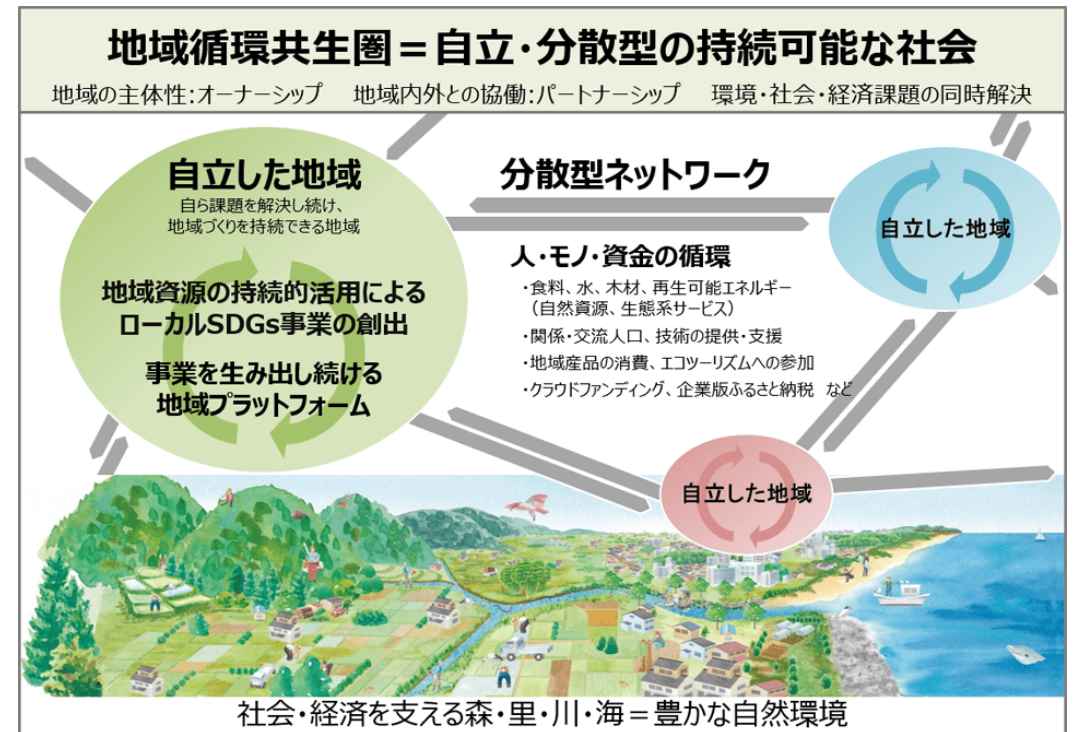 地域循環共生圏＝自立・分散型の持続可能な社会
地域の主体性:オーナーシップ　地域内外との協働:パートナーシップ　環境・社会・経済課題の同時解決
自立した地域
自ら課題を解決し続け、
地域づくりを持続できる地域
地域資源の持続的活用による
ローカルSDGs事業の創出
事業を生み出し続ける
地域プラットフォーム
分散型ネットワーク
人・モノ・資金の循環
・食料、水、木材、再生可能エネルギー
（自然資源、生態系サービス）
・関係・交流人口、技術の提供・支援
・地域産品の消費、エコツーリズムへの参加
・クラウドファンディング、企業版ふるさと納税　など
自立した地域
自立した地域
社会・経済を支える森・里・川・海＝豊かな自然環境